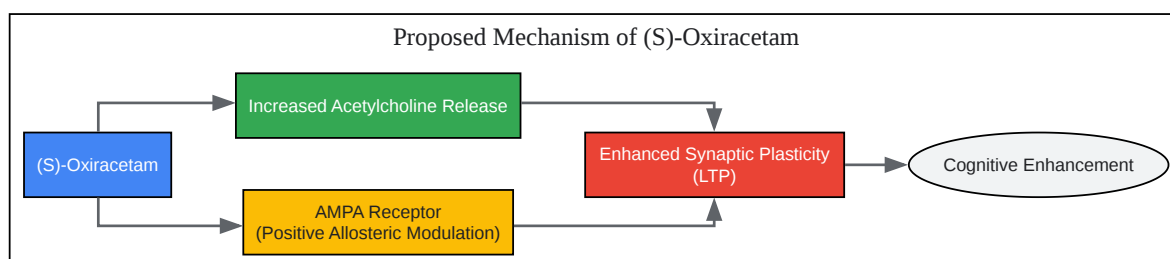 Proposed Mechanism of (S)-Oxiracetam
Increased Acetylcholine Release
(S)-Oxiracetam
Enhanced Synaptic Plasticity
(LTP)
Cognitive Enhancement
AMPA Receptor
(Positive Allosteric Modulation)